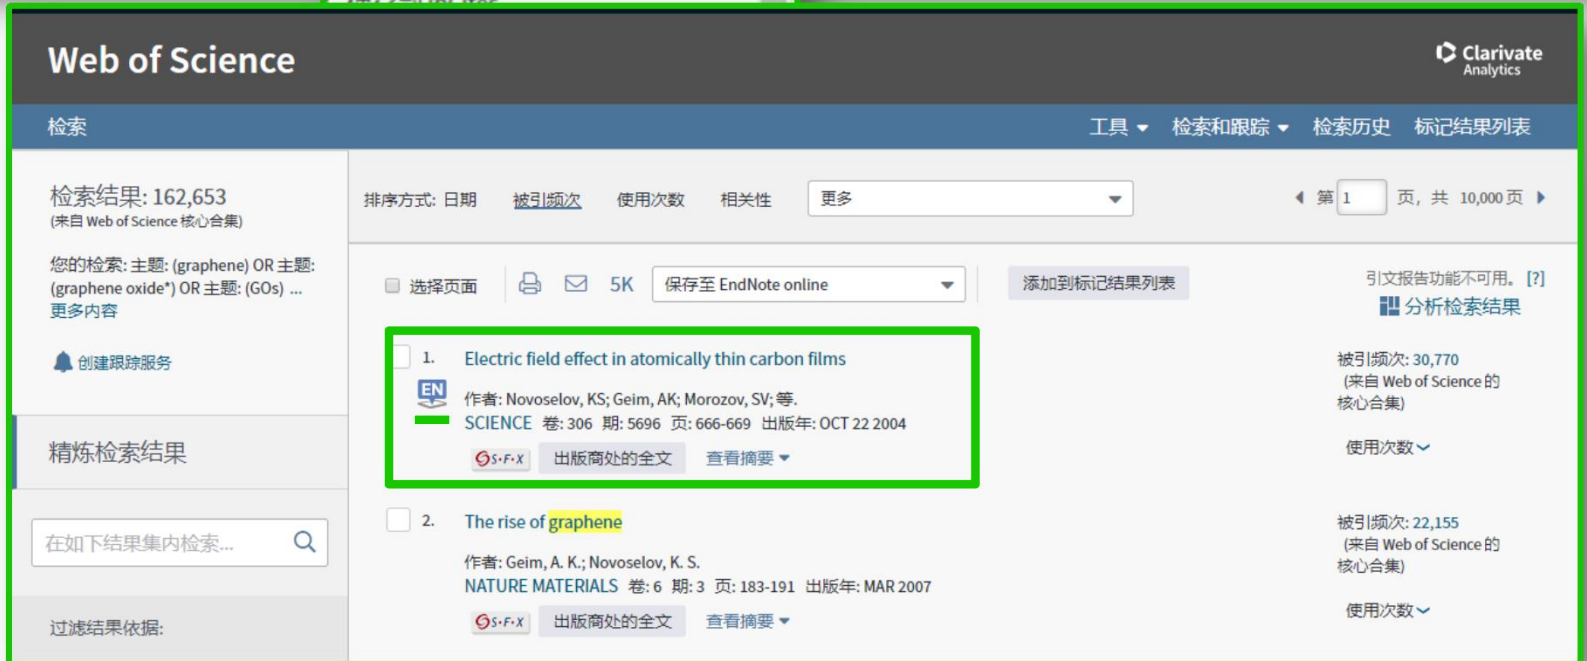 Web of Science
Clarivate
Analytics
检索
工具 检索和跟踪 检索历史 标记结果列表
检索结果: 162,653
(来自 Web of Science 核心合集)
您的检索: 主题: (graphene) OR 主题:
(graphene oxide*) OR 主题: (GOs) ...
更多内容
创建跟踪服务
精炼检索结果
在如下结果集内检索...
过滤结果依据:
排序方式: 日期 被引频次 使用次数 相关性 更多
第 1 页, 共 10,000 页
选择页面 5K 保存至 EndNote online 添加到标记结果列表
引文报告功能不可用。 [?]
分析检索结果
1. Electric field effect in atomically thin carbon films
EN
作者: Novoselov, KS; Geim, AK; Morozov, SV; 等.
SCIENCE 卷: 306 期: 5696 页: 666-669 出版年: OCT 22 2004
S·F·X 出版商处的全文 查看摘要
被引频次: 30,770
(来自 Web of Science 的
核心合集)
使用次数
2. The rise of graphene
作者: Geim, A. K.; Novoselov, K. S.
NATURE MATERIALS 卷: 6 期: 3 页: 183-191 出版年: MAR 2007
S·F·X 出版商处的全文 查看摘要
被引频次: 22,155
(来自 Web of Science 的
核心合集)
使用次数